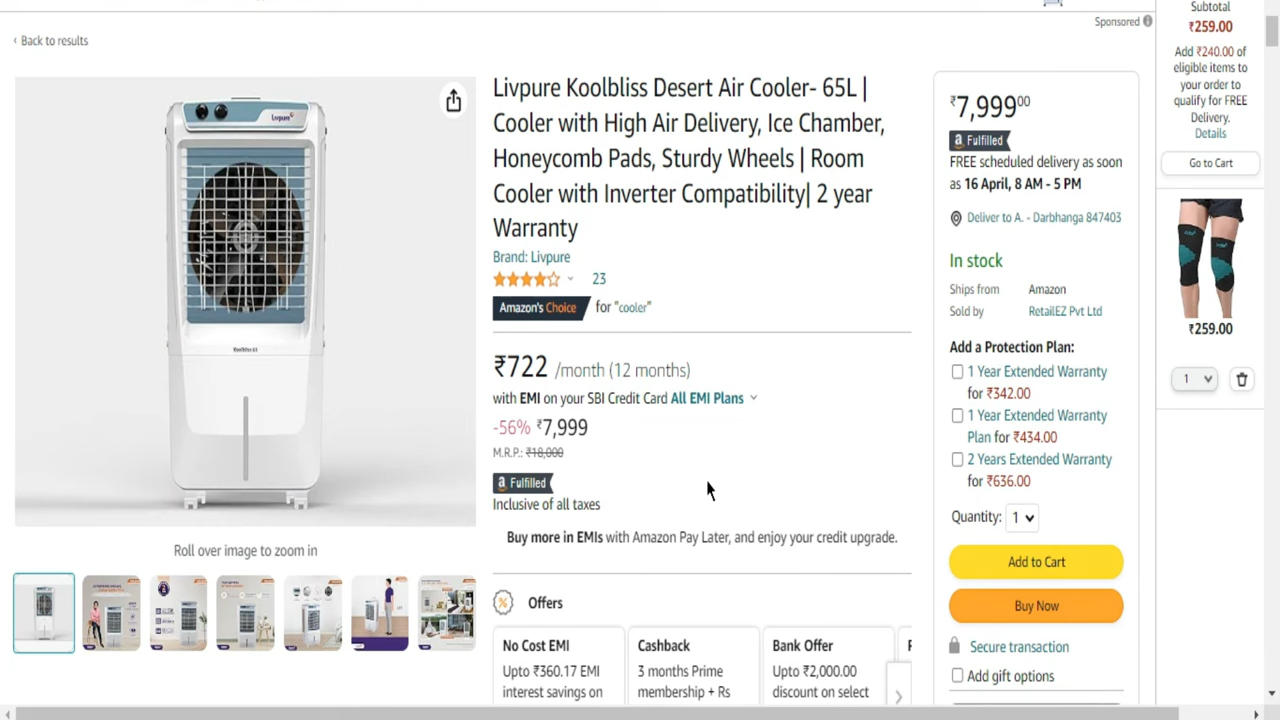 Sponsored
‹ Back to results
Livpure
Koolbliss 65
Roll over image to zoom in
Livpure Koolbliss Desert Air Cooler- 65L |
Cooler with High Air Delivery, Ice Chamber,
Honeycomb Pads, Sturdy Wheels | Room
Cooler with Inverter Compatibility| 2 year
Warranty
Brand: Livpure
23
Amazon's Choice for "cooler"
₹722 /month (12 months)
with EMI on your SBI Credit Card All EMI Plans
-56% ₹7,999
M.R.P.: ₹18,000
a Fulfilled
Inclusive of all taxes
Buy more in EMIs with Amazon Pay Later, and enjoy your credit upgrade.
Offers
No Cost EMI
Upto ₹360.17 EMI
interest savings on
Cashback
3 months Prime
membership + Rs
Bank Offer
Upto ₹2,000.00
discount on select
₹7,99900
a Fulfilled
FREE scheduled delivery as soon
as 16 April, 8 AM - 5 PM
Deliver to A. - Darbhanga 847403
In stock
Ships from Amazon
Sold by RetailEZ Pvt Ltd
Add a Protection Plan:
1 Year Extended Warranty
for ₹342.00
1 Year Extended Warranty
Plan for ₹434.00
2 Years Extended Warranty
for ₹636.00
Quantity: 1
Add to Cart
Buy Now
Secure transaction
Add gift options
Subtotal
₹259.00
Add ₹240.00 of
eligible items to
your order to
qualify for FREE
Delivery.
Details
Go to Cart
₹259.00
1